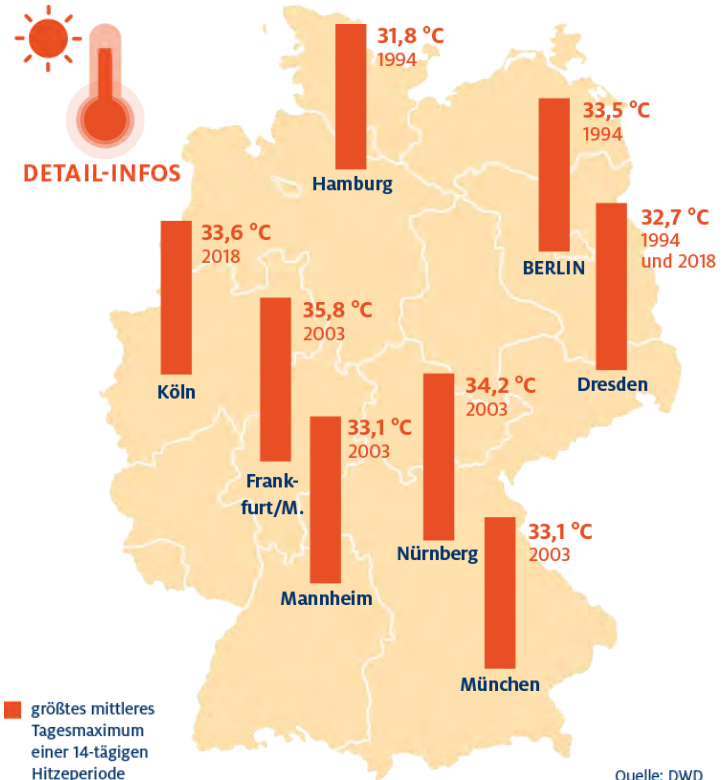 DETAIL-INFOS
31,8 °C
1994
Hamburg
33,5 °C
1994
BERLIN
32,7 °C
1994
und 2018
Dresden
33,6 °C
2018
Köln
35,8 °C
2003
Frank-
furt/M.
33,1 °C
2003
Mannheim
34,2 °C
2003
Nürnberg
33,1 °C
2003
München
größtes mittleres
Tagesmaximum
einer 14-tägigen
Hitzeperiode
Quelle: DWD